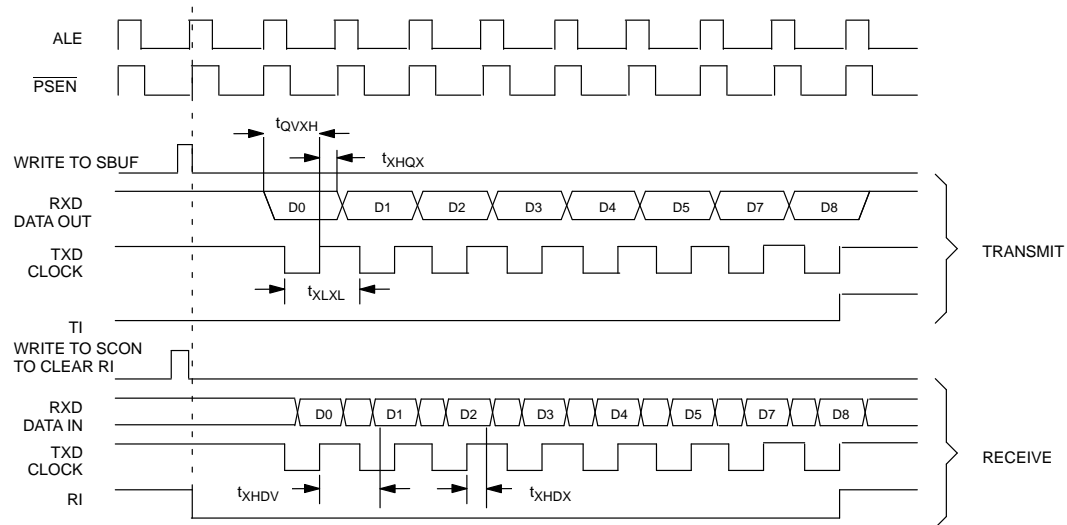 ALE
PSEN
tQVXH
WRITE TO SBUF
tXHQX
RXD
DATA OUT
D0 D1 D2 D3 D4 D5 D7 D8
TXD
CLOCK
TRANSMIT
tXLXL
TI
WRITE TO SCON
TO CLEAR RI
RXD
DATA IN
D0 D1 D2 D3 D4 D5 D7 D8
TXD
CLOCK
RECEIVE
tXHDV tXHDX
RI